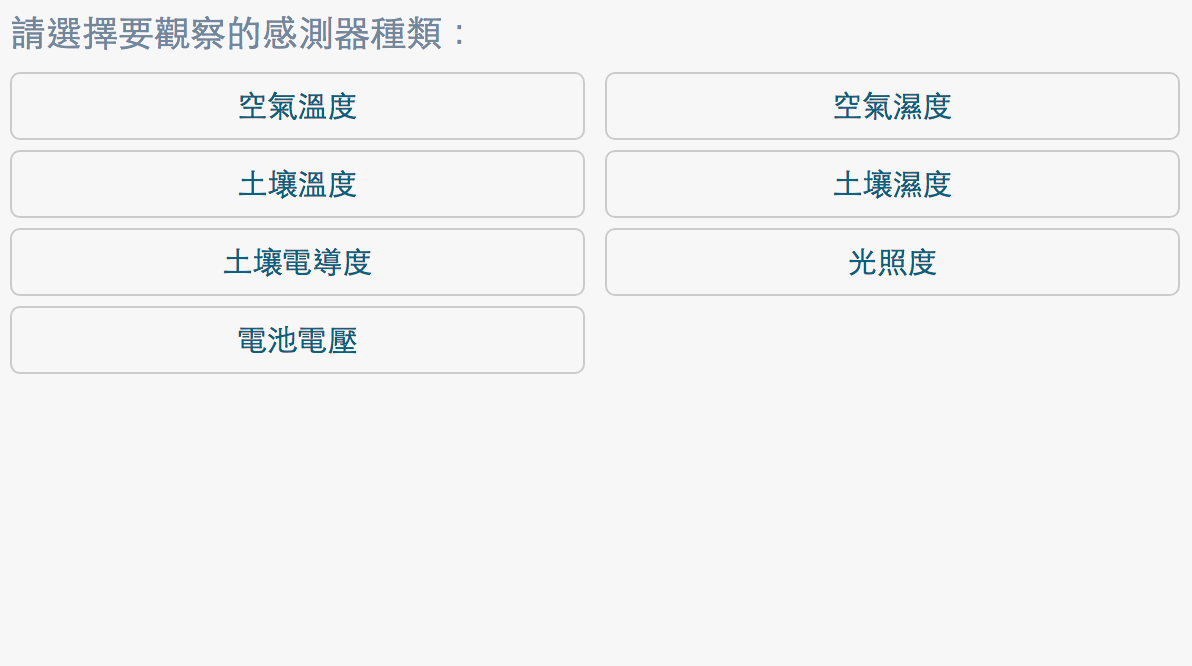 請選擇要觀察的感測器種類：
空氣溫度
空氣濕度
土壤溫度
土壤濕度
土壤電導度
光照度
電池電壓